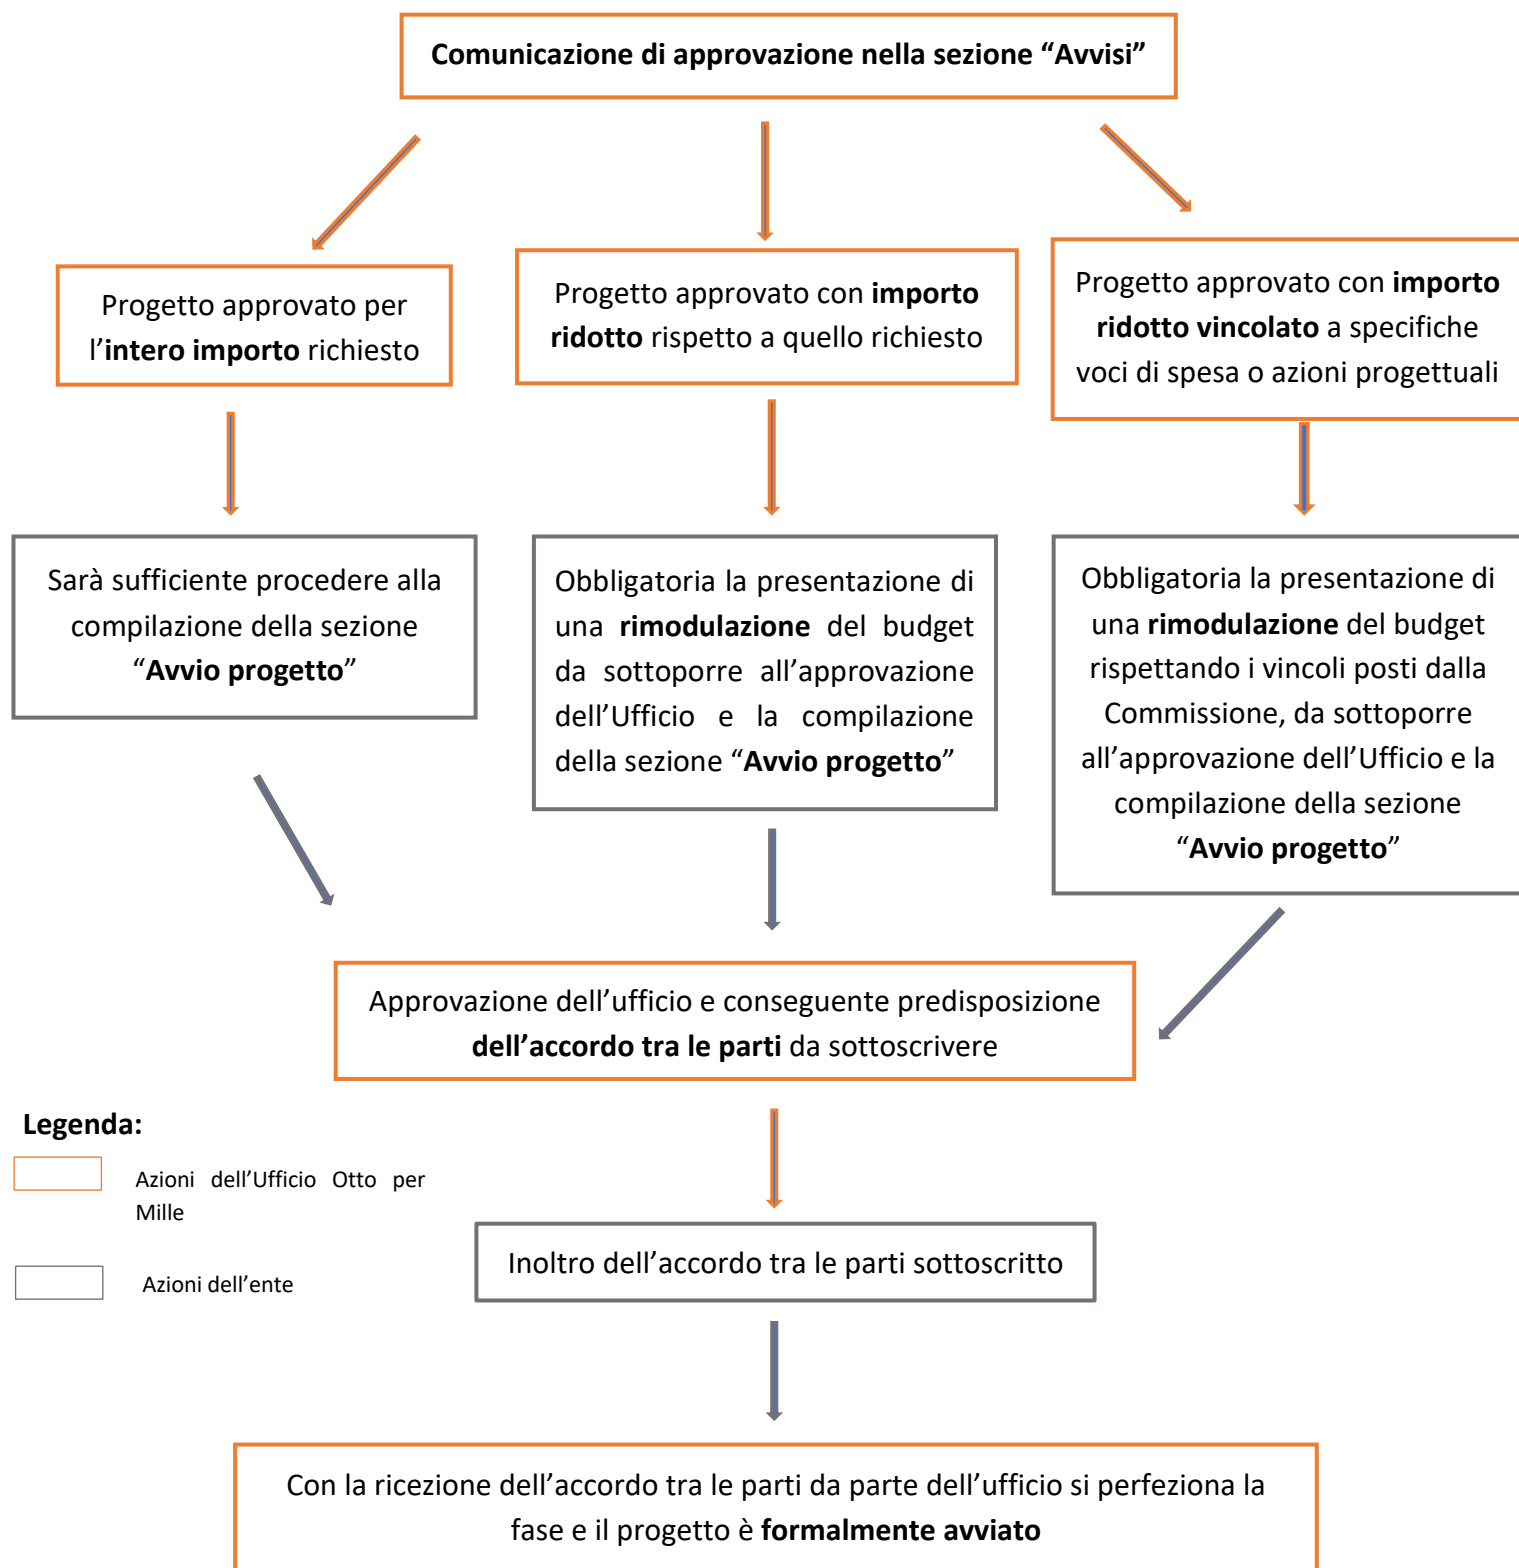 Comunicazione di approvazione nella sezione “Avvisi”
Progetto approvato per
l’intero importo richiesto
Progetto approvato con importo
ridotto rispetto a quello richiesto
Progetto approvato con importo
ridotto vincolato a specifiche
voci di spesa o azioni progettuali
Sarà sufficiente procedere alla
compilazione della sezione
“Avvio progetto”
Obbligatoria la presentazione di
una rimodulazione del budget
da sottoporre all’approvazione
dell’Ufficio e la compilazione
della sezione “Avvio progetto”
Obbligatoria la presentazione di
una rimodulazione del budget
rispettando i vincoli posti dalla
Commissione, da sottoporre
all’approvazione dell’Ufficio e la
compilazione della sezione
“Avvio progetto”
Approvazione dell’ufficio e conseguente predisposizione
dell’accordo tra le parti da sottoscrivere
Legenda:
Azioni dell’Ufficio Otto per
Mille
Azioni dell’ente
Inoltro dell’accordo tra le parti sottoscritto
Con la ricezione dell’accordo tra le parti da parte dell’ufficio si perfeziona la
fase e il progetto è formalmente avviato